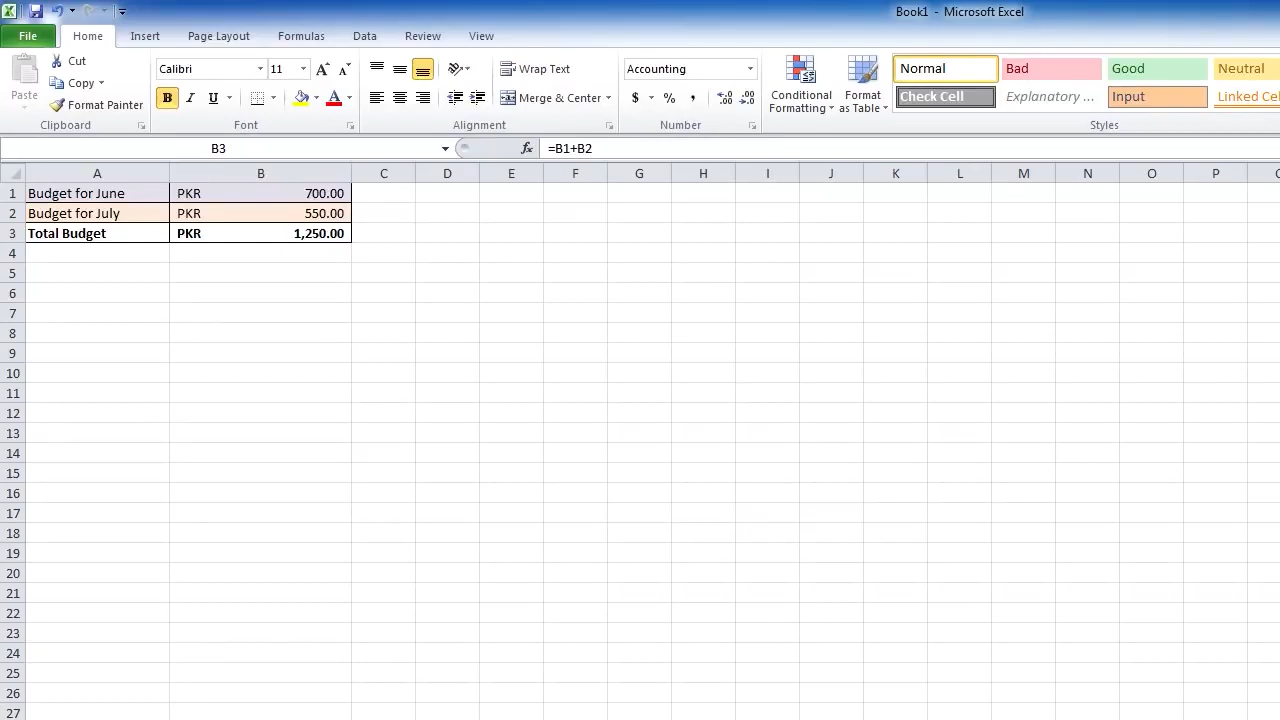 Book1 - Microsoft Excel
File Home Insert Page Layout Formulas Data Review View
Paste
Cut
Copy
Format Painter
Clipboard
Calibri 11
B I U A
Font
Wrap Text
Merge & Center
Alignment
Accounting
$ % ,
Number
Conditional Formatting
Format as Table
Normal Bad Good Neutral
Check Cell Explanatory ... Input Linked Cel
Styles
B3 fx =B1+B2
A B C D E F G H I J K L M N O P
1 Budget for June PKR 700.00
2 Budget for July PKR 550.00
3 Total Budget PKR 1,250.00
4
5
6
7
8
9
10
11
12
13
14
15
16
17
18
19
20
21
22
23
24
25
26
27